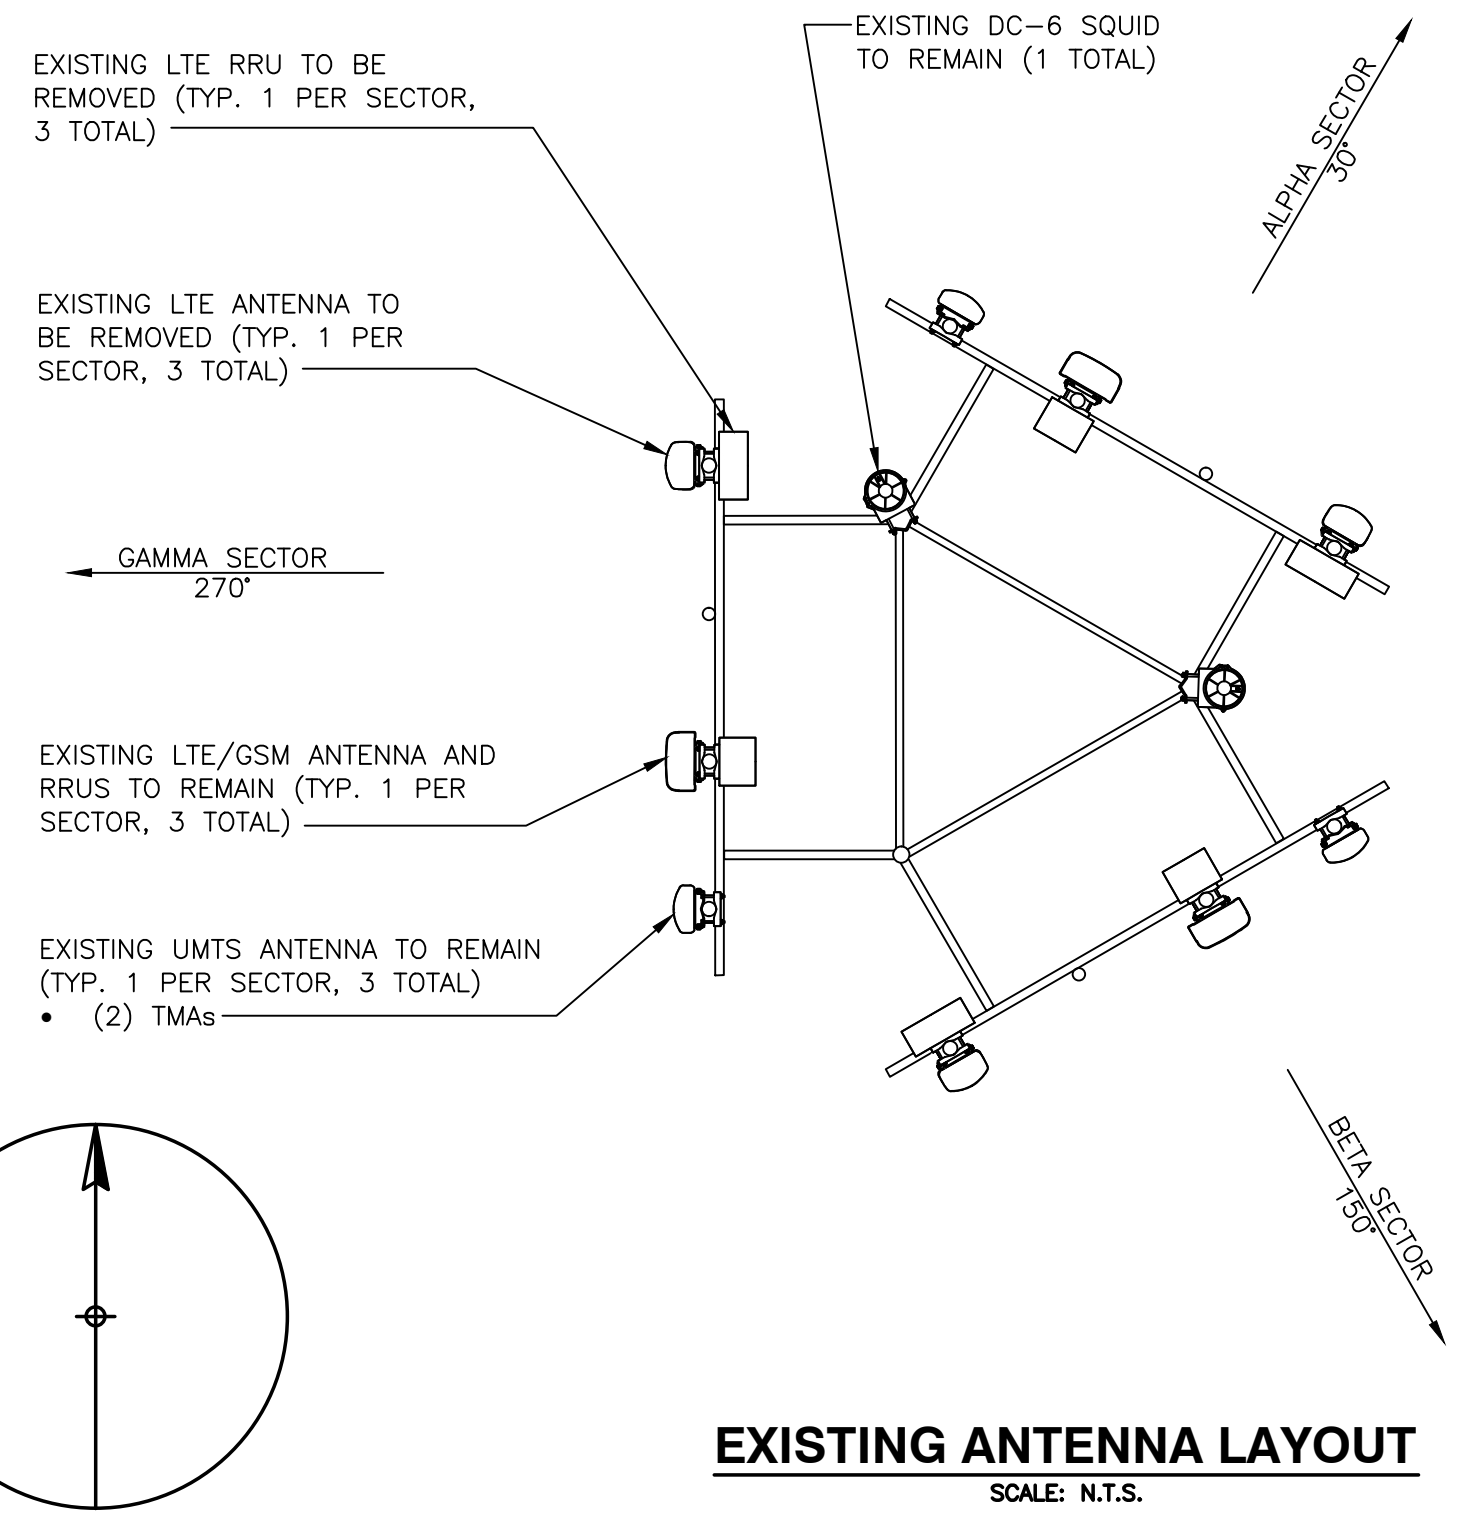 EXISTING DC-6 SQUID
TO REMAIN (1 TOTAL)
EXISTING LTE RRU TO BE
REMOVED (TYP. 1 PER SECTOR,
3 TOTAL)
ALPHA SECTOR
30°
EXISTING LTE ANTENNA TO
BE REMOVED (TYP. 1 PER
SECTOR, 3 TOTAL)
GAMMA SECTOR
270°
EXISTING LTE/GSM ANTENNA AND
RRUS TO REMAIN (TYP. 1 PER
SECTOR, 3 TOTAL)
EXISTING UMTS ANTENNA TO REMAIN
(TYP. 1 PER SECTOR, 3 TOTAL)
• (2) TMAs
BETA SECTOR
150°
EXISTING ANTENNA LAYOUT
SCALE: N.T.S.